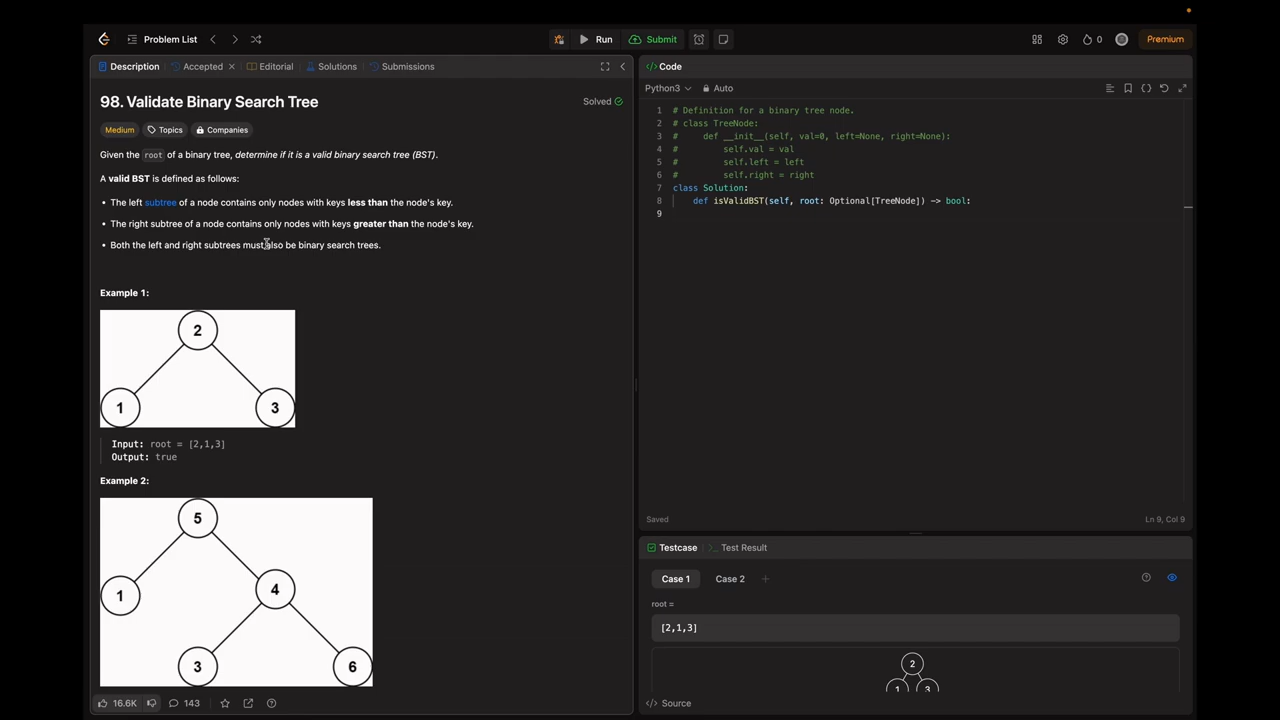 Problem List
Run
Submit
0
Premium
Description
Accepted
Editorial
Solutions
Submissions
98. Validate Binary Search Tree
Solved
Medium
Topics
Companies
Given the root of a binary tree, determine if it is a valid binary search tree (BST).
A valid BST is defined as follows:
• The left subtree of a node contains only nodes with keys less than the node's key.
• The right subtree of a node contains only nodes with keys greater than the node's key.
• Both the left and right subtrees must also be binary search trees.
Example 1:
2
1
3
Input: root = [2,1,3]
Output: true
Example 2:
5
1
4
3
6
16.6K
143
</> Code
Python3
Auto
1 # Definition for a binary tree node.
2 # class TreeNode:
3 #     def __init__(self, val=0, left=None, right=None):
4 #         self.val = val
5 #         self.left = left
6 #         self.right = right
7 class Solution:
8     def isValidBST(self, root: Optional[TreeNode]) -> bool:
9
Saved
Ln 9, Col 9
Testcase
>_ Test Result
Case 1
Case 2
+
root =
[2,1,3]
2
1
3
</> Source